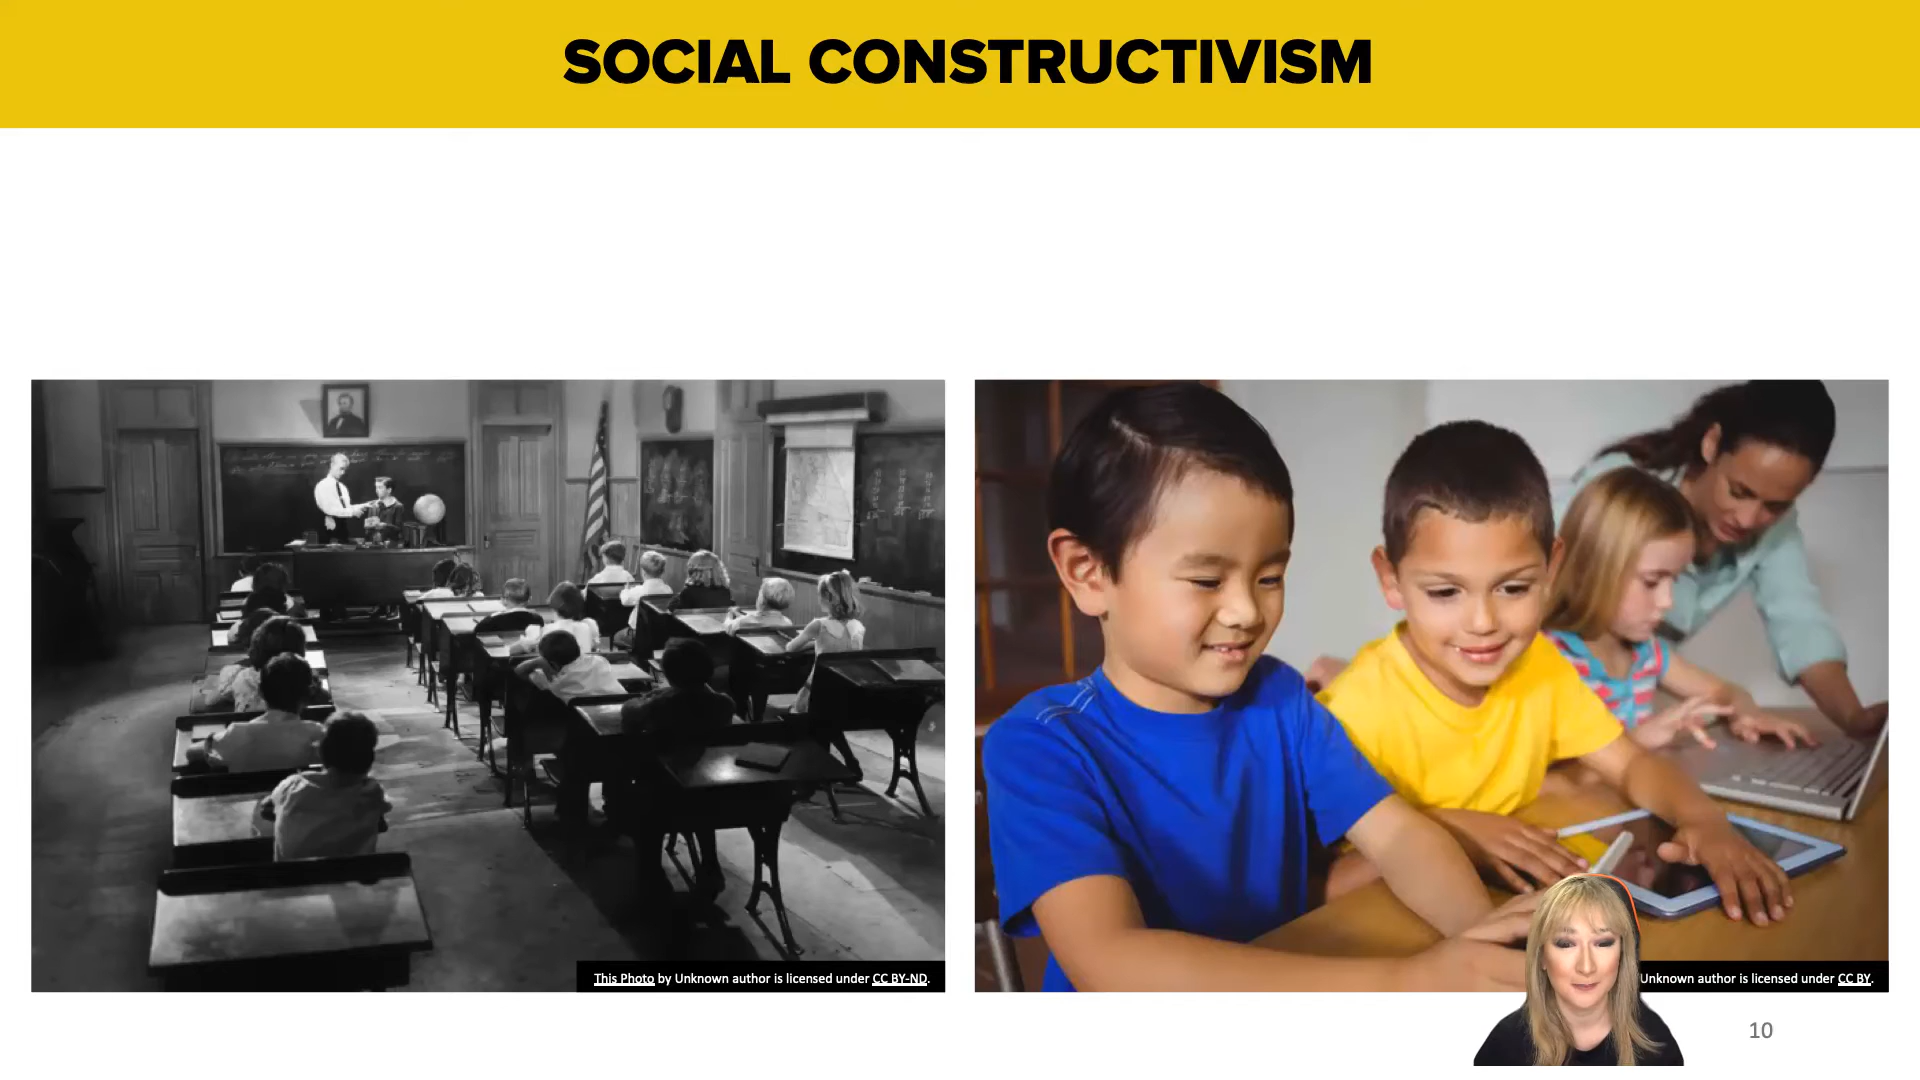 SOCIAL CONSTRUCTIVISM
This Photo by Unknown author is licensed under CC BY-ND.
Unknown author is licensed under CC BY.
10